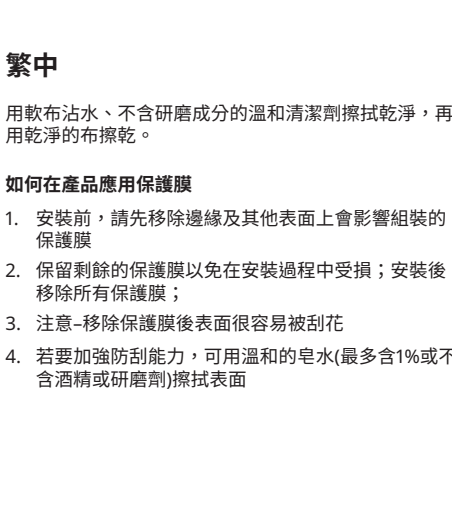 繁中
用軟布沾水、不含研磨成分的溫和清潔劑擦拭乾淨，再
用乾淨的布擦乾。
如何在產品應用保護膜
1. 安裝前，請先移除邊緣及其他表面上會影響組裝的
保護膜
2. 保留剩餘的保護膜以免在安裝過程中受損；安裝後
移除所有保護膜；
3. 注意–移除保護膜後表面很容易被刮花
4. 若要加強防刮能力，可用溫和的皂水(最多含1%或不
含酒精或研磨劑)擦拭表面